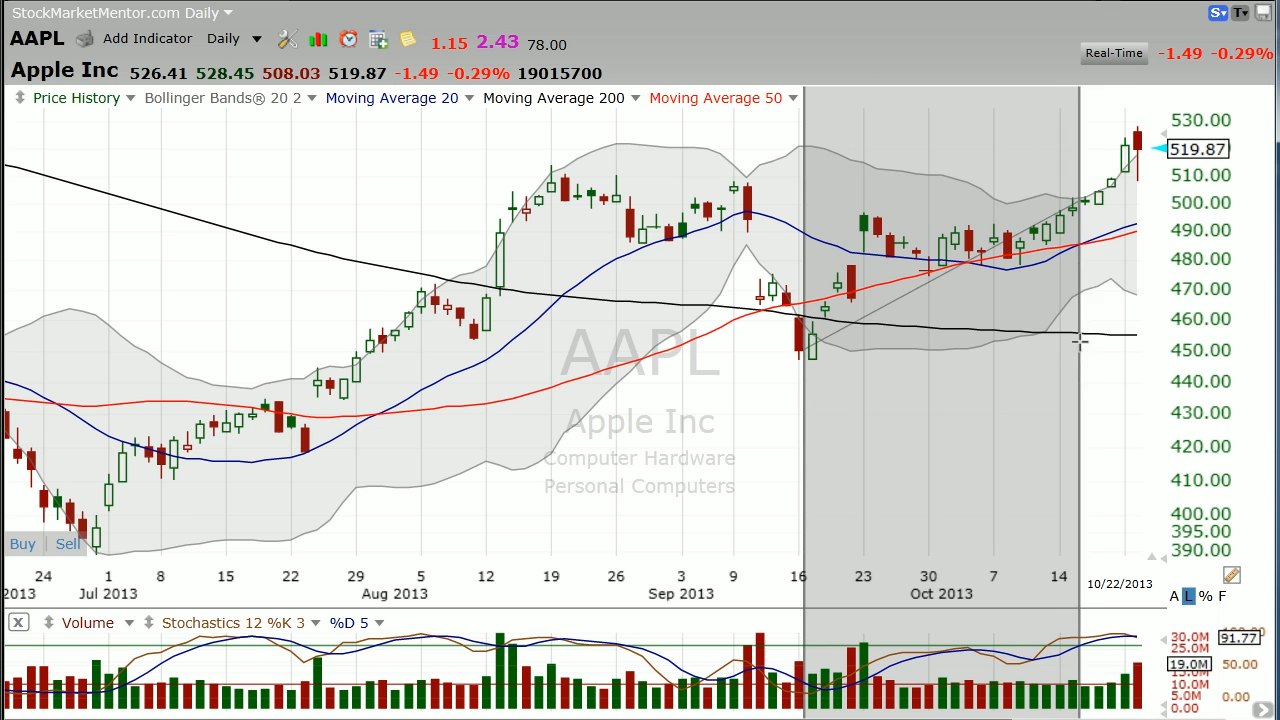 StockMarketMentor.com Daily
S T
AAPL Add Indicator Daily 1.15 2.43 78.00
Real-Time -1.49 -0.29%
Apple Inc 526.41 528.45 508.03 519.87 -1.49 -0.29% 19015700
Price History Bollinger Bands® 20 2 Moving Average 20 Moving Average 200 Moving Average 50
530.00
519.87
510.00
500.00
490.00
480.00
470.00
460.00
450.00
440.00
430.00
420.00
410.00
400.00
395.00
390.00
AAPL
Apple Inc
Computer Hardware
Personal Computers
Buy Sell
24 1 8 15 22 29 5 12 19 26 3 9 16 23 30 7 14 10/22/2013
2013 Jul 2013 Aug 2013 Sep 2013 Oct 2013
A L % F
X Volume Stochastics 12 %K 3 %D 5
30.0M
91.77
25.0M
19.0M 50.00
10.0M
5.0M 0.00
0.00